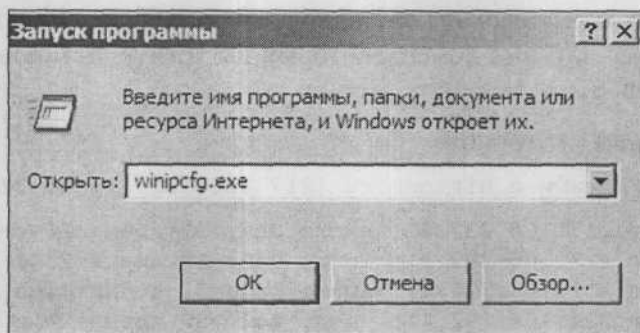 Запуск программы
Введите имя программы, папки, документа или
ресурса Интернета, и Windows откроет их.
Открыть: winipcfg.exe
OK Отмена Обзор...